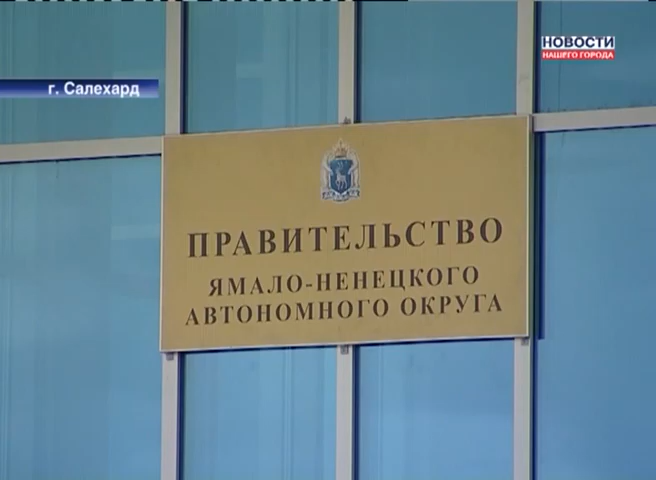 НОВОСТИ
НАШЕГО ГОРОДА
г. Салехард
ПРАВИТЕЛЬСТВО
ЯМАЛО-НЕНЕЦКОГО
АВТОНОМНОГО ОКРУГА